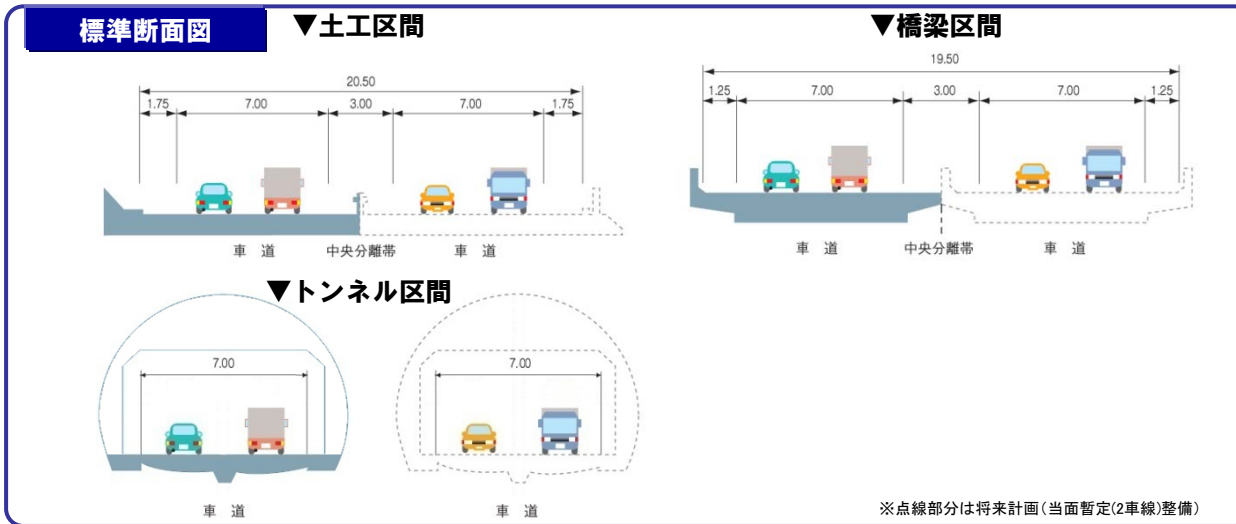 標準断面図
▼土工区間
20.50
1.75 7.00 3.00 7.00 1.75
車 道 中央分離帯 車 道
▼橋梁区間
19.50
1.25 7.00 3.00 7.00 1.25
車 道 中央分離帯 車 道
▼トンネル区間
7.00 7.00
車 道 車 道
※点線部分は将来計画(当面暫定(2車線)整備)